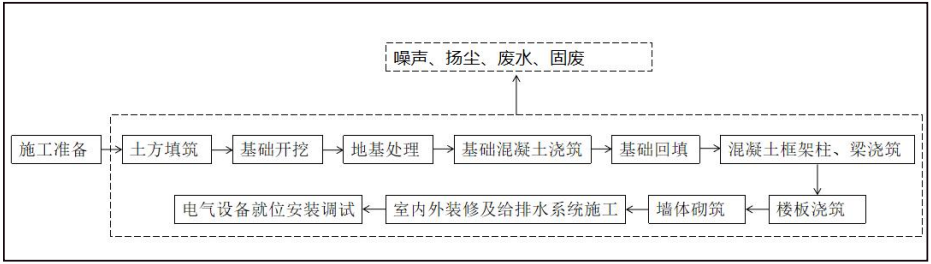 噪声、扬尘、废水、固废
施工准备
土方填筑
基础开挖
地基处理
基础混凝土浇筑
基础回填
混凝土框架柱、梁浇筑
楼板浇筑
墙体砌筑
室内外装修及给排水系统施工
电气设备就位安装调试